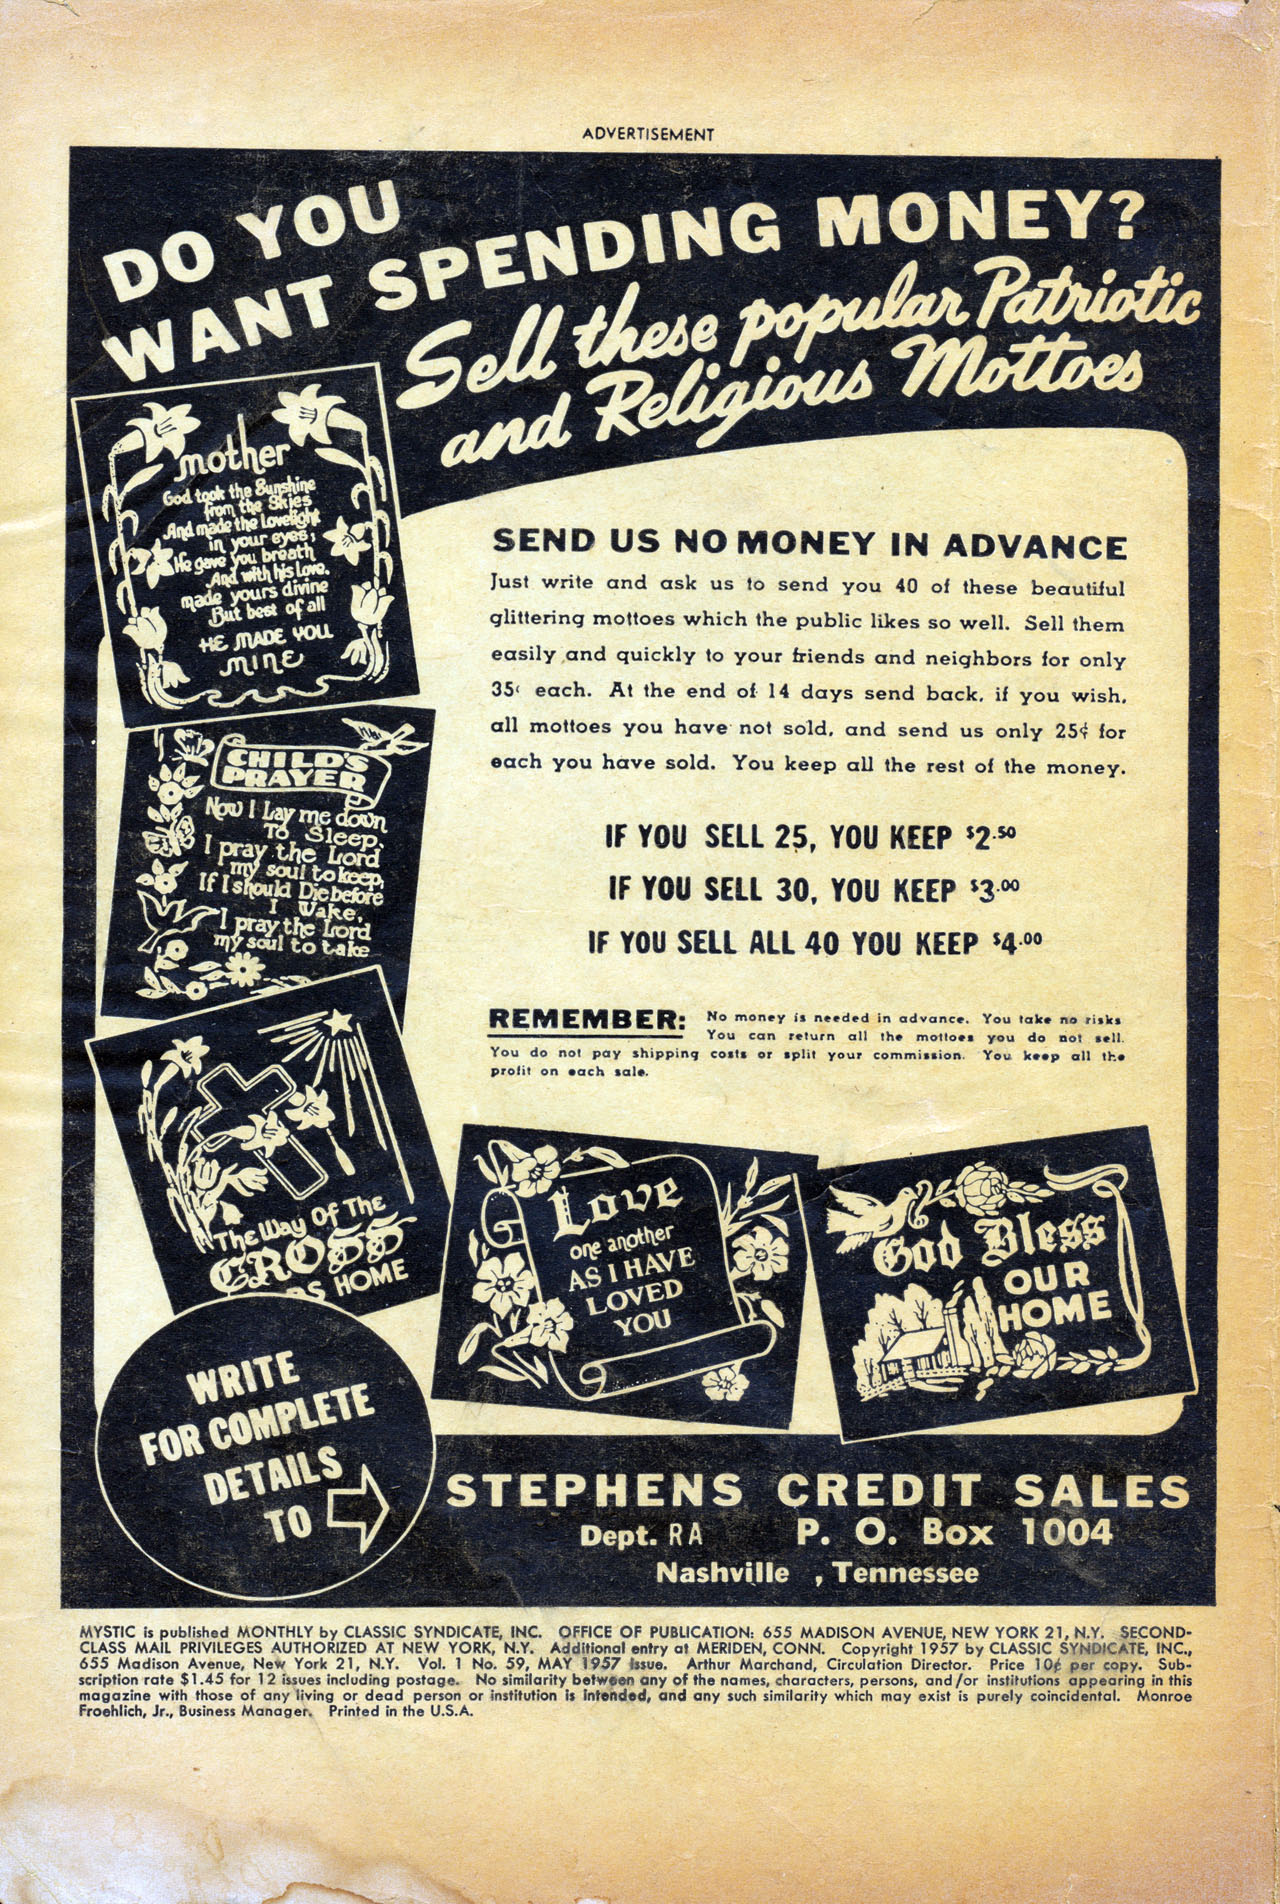 ADVERTISEMENT
DO YOU
WANT SPENDING MONEY?
Sell these popular Patriotic
and Religious Mottoes
mother
God took the Sunshine
from the Skies
And made the Lovelight
in your eyes;
He gave you breath
And with his Love,
made yours divine
But best of all
HE MADE YOU
MINE
CHILD'S
PRAYER
Now I Lay me down
To Sleep,
I pray the Lord
my soul to keep,
If I should Die before
I Wake,
I pray the Lord
my soul to take
The Way Of The
CROSS
HOME
SEND US NO MONEY IN ADVANCE
Just write and ask us to send you 40 of these beautiful
glittering mottoes which the public likes so well. Sell them
easily and quickly to your friends and neighbors for only
35¢ each. At the end of 14 days send back, if you wish,
all mottoes you have not sold, and send us only 25¢ for
each you have sold. You keep all the rest of the money.
IF YOU SELL 25, YOU KEEP $2.50
IF YOU SELL 30, YOU KEEP $3.00
IF YOU SELL ALL 40 YOU KEEP $4.00
REMEMBER: No money is needed in advance. You take no risks
You can return all the mottoes you do not sell.
You do not pay shipping costs or split your commission. You keep all the
profit on each sale.
Love
one another
AS I HAVE
LOVED
YOU
God Bless
OUR
HOME
WRITE
FOR COMPLETE
DETAILS
TO
STEPHENS CREDIT SALES
Dept. RA P. O. Box 1004
Nashville , Tennessee
MYSTIC is published MONTHLY by CLASSIC SYNDICATE, INC. OFFICE OF PUBLICATION: 655 MADISON AVENUE, NEW YORK 21, N.Y. SECOND-
CLASS MAIL PRIVILEGES AUTHORIZED AT NEW YORK, N.Y. Additional entry at MERIDEN, CONN. Copyright 1957 by CLASSIC SYNDICATE, INC.,
655 Madison Avenue, New York 21, N.Y. Vol. 1 No. 59, MAY 1957 Issue. Arthur Marchand, Circulation Director. Price 10¢ per copy. Sub-
scription rate $1.45 for 12 issues including postage. No similarity between any of the names, characters, persons, and/or institutions appearing in this
magazine with those of any living or dead person or institution is intended, and any such similarity which may exist is purely coincidental. Monroe
Froehlich, Jr., Business Manager. Printed in the U.S.A.